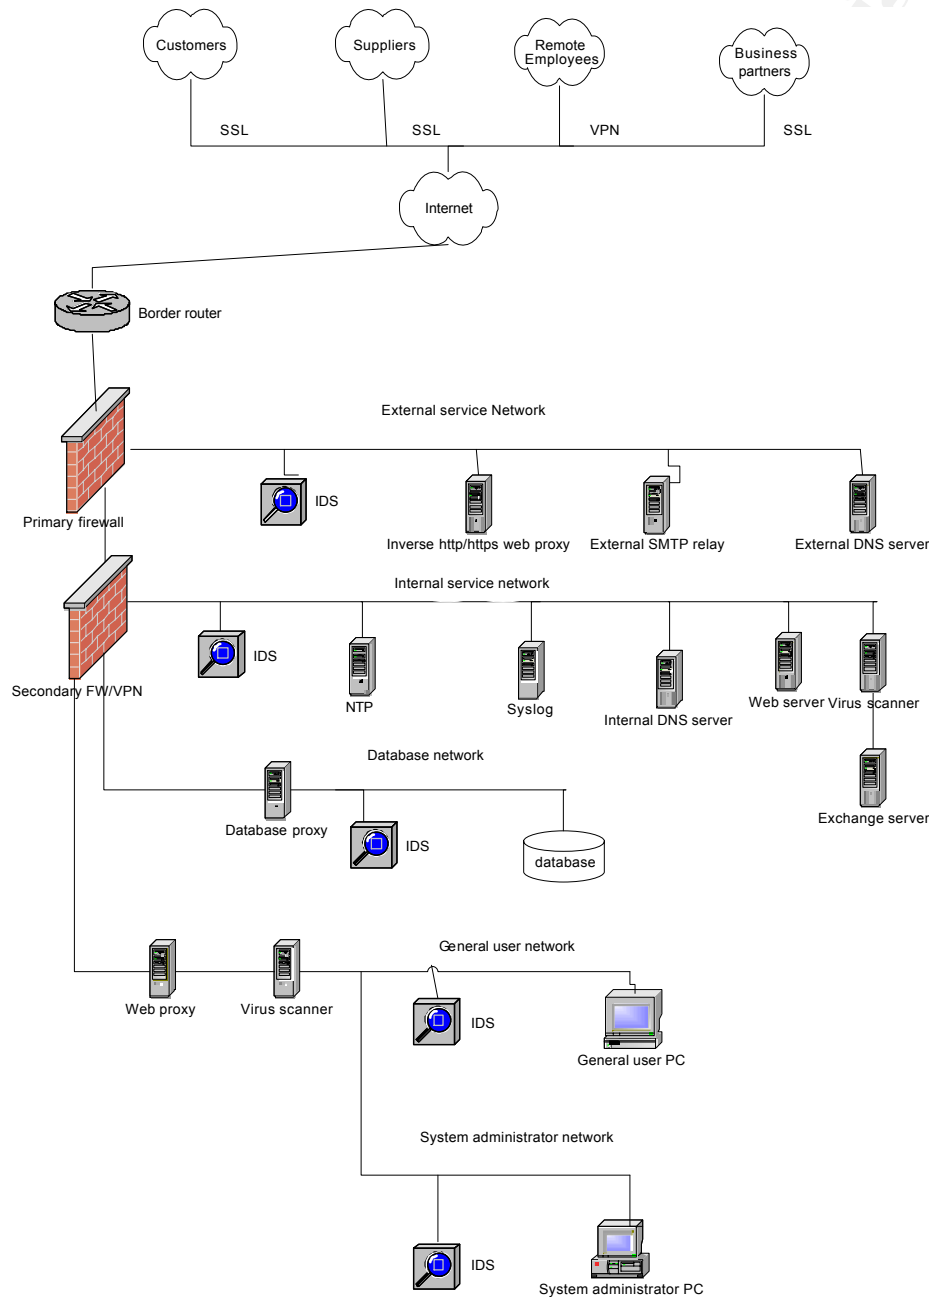 Customers
Suppliers
Remote
Employees
Business
partners
SSL
SSL
VPN
SSL
Internet
Border router
External service Network
IDS
Primary firewall
Inverse http/https web proxy
External SMTP relay
External DNS server
Internal service network
IDS
Secondary FW/VPN
NTP
Syslog
Internal DNS server
Web server
Virus scanner
Database network
Exchange server
Database proxy
IDS
database
General user network
Web proxy
Virus scanner
IDS
General user PC
System administrator network
IDS
System administrator PC